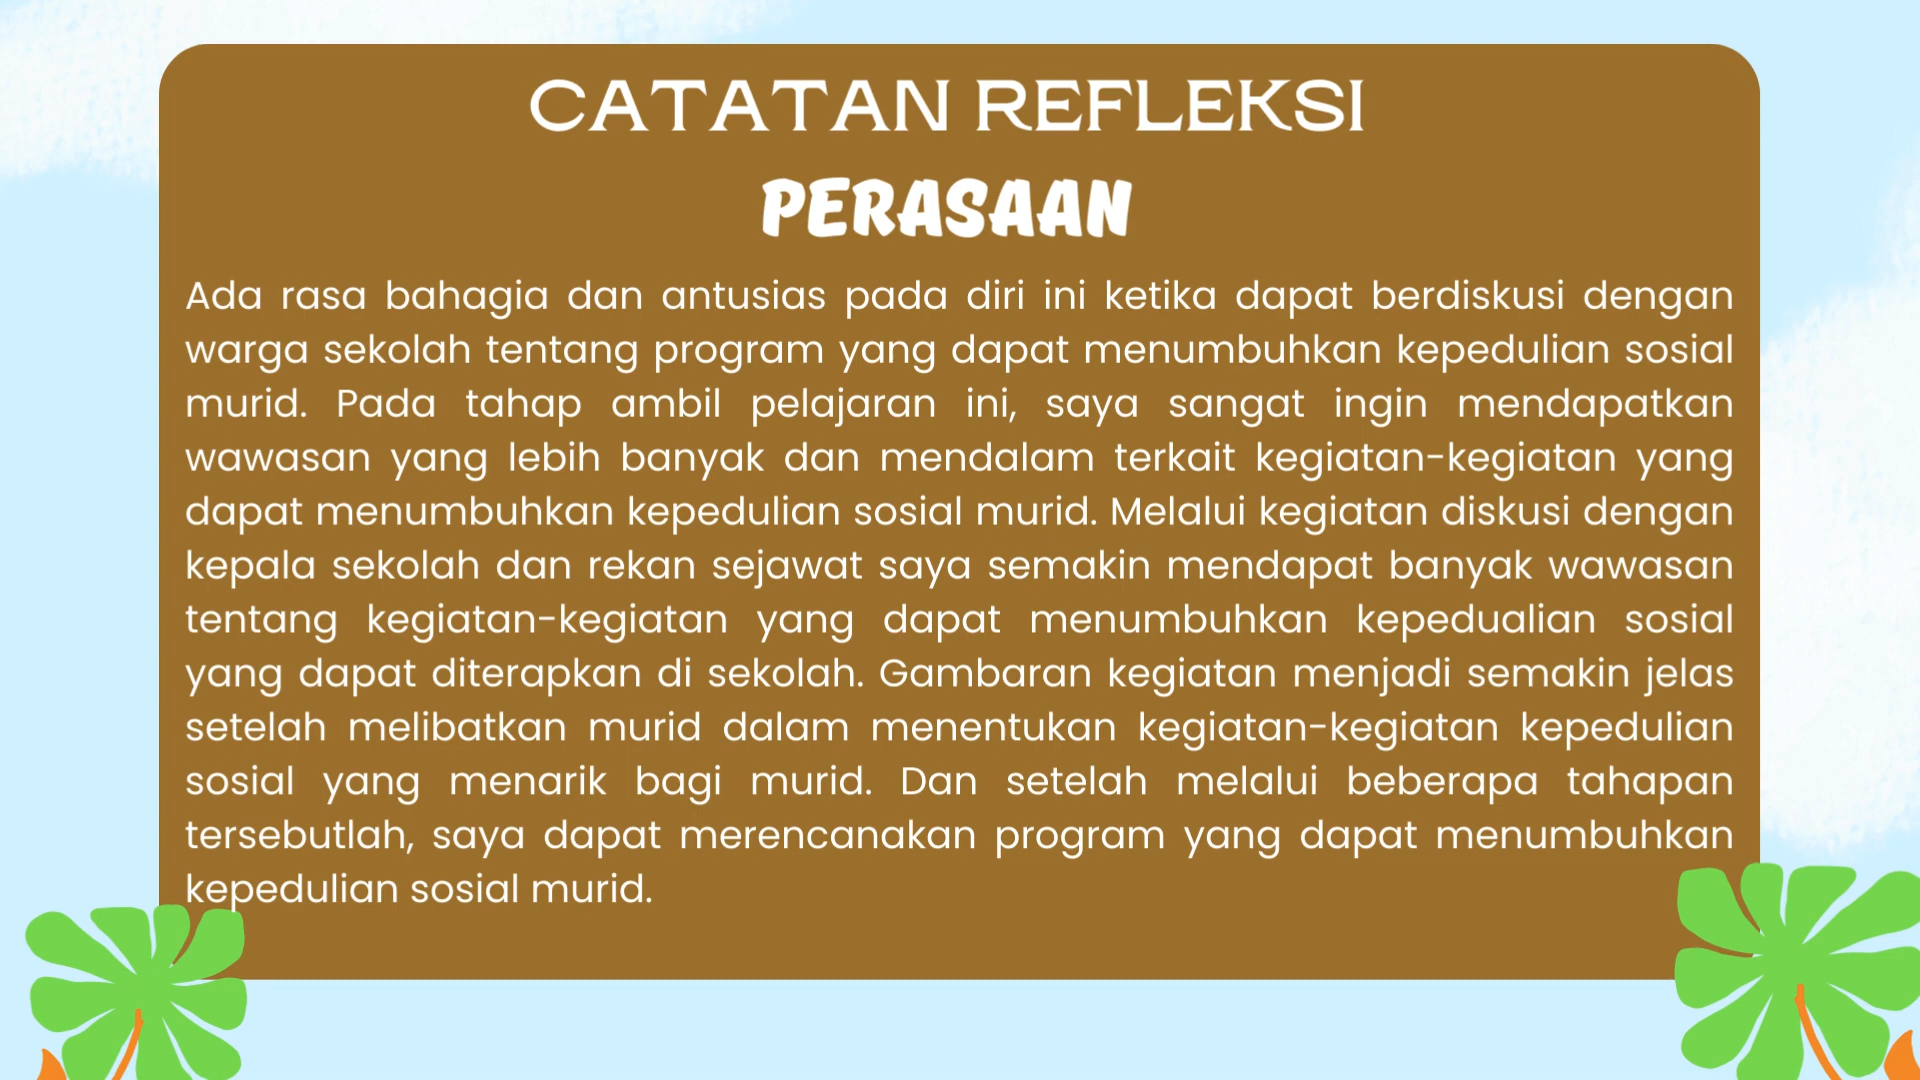 CATATAN REFLEKSI
PERASAAN
Ada rasa bahagia dan antusias pada diri ini ketika dapat berdiskusi dengan
warga sekolah tentang program yang dapat menumbuhkan kepedulian sosial
murid. Pada tahap ambil pelajaran ini, saya sangat ingin mendapatkan
wawasan yang lebih banyak dan mendalam terkait kegiatan-kegiatan yang
dapat menumbuhkan kepedulian sosial murid. Melalui kegiatan diskusi dengan
kepala sekolah dan rekan sejawat saya semakin mendapat banyak wawasan
tentang kegiatan-kegiatan yang dapat menumbuhkan kepedualian sosial
yang dapat diterapkan di sekolah. Gambaran kegiatan menjadi semakin jelas
setelah melibatkan murid dalam menentukan kegiatan-kegiatan kepedulian
sosial yang menarik bagi murid. Dan setelah melalui beberapa tahapan
tersebutlah, saya dapat merencanakan program yang dapat menumbuhkan
kepedulian sosial murid.